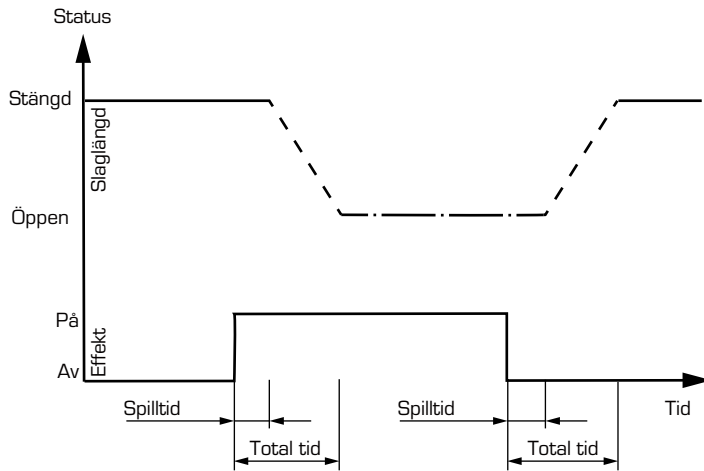 Status
Stängd
Slaglängd
Öppen
På
Effekt
Av
Spilltid
Spilltid
Tid
Total tid
Total tid